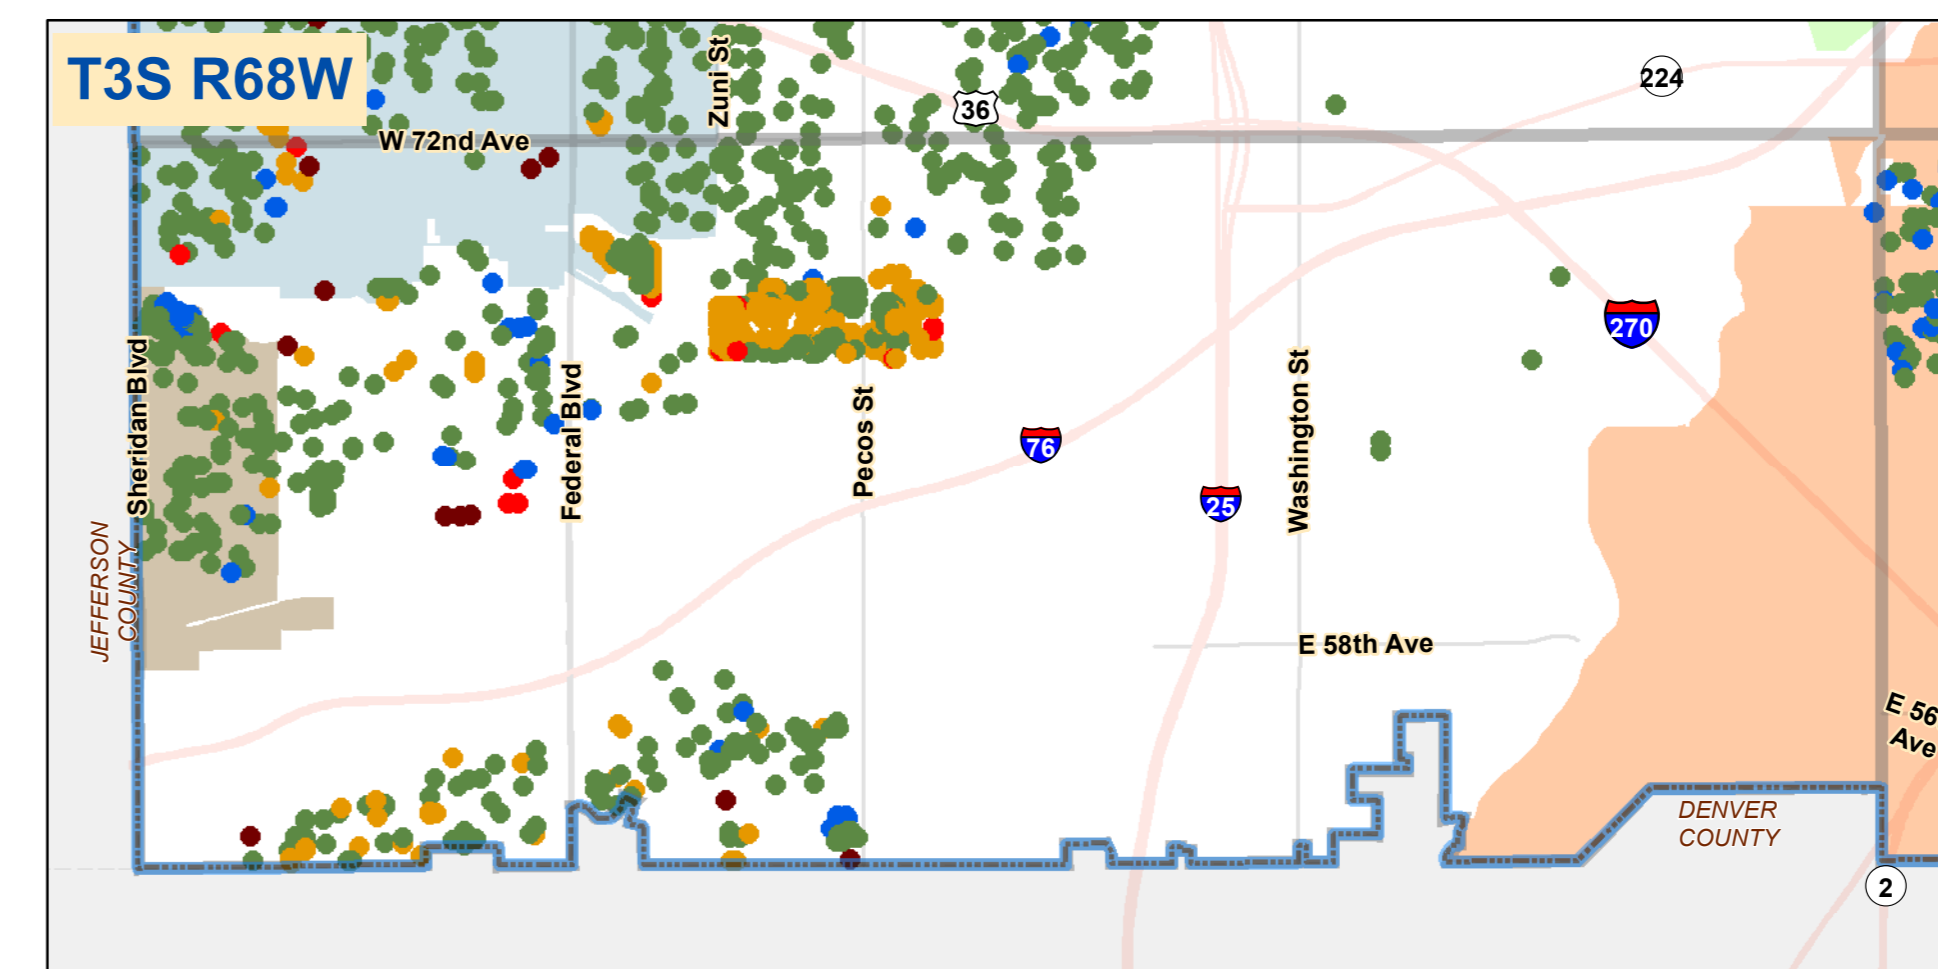 T3S R68W
Zuni St
224
36
W 72nd Ave
270
Sheridan Blvd
Federal Blvd
Pecos St
76
25
Washington St
JEFFERSON
COUNTY
E 58th Ave
E 56
Ave
DENVER
COUNTY
2